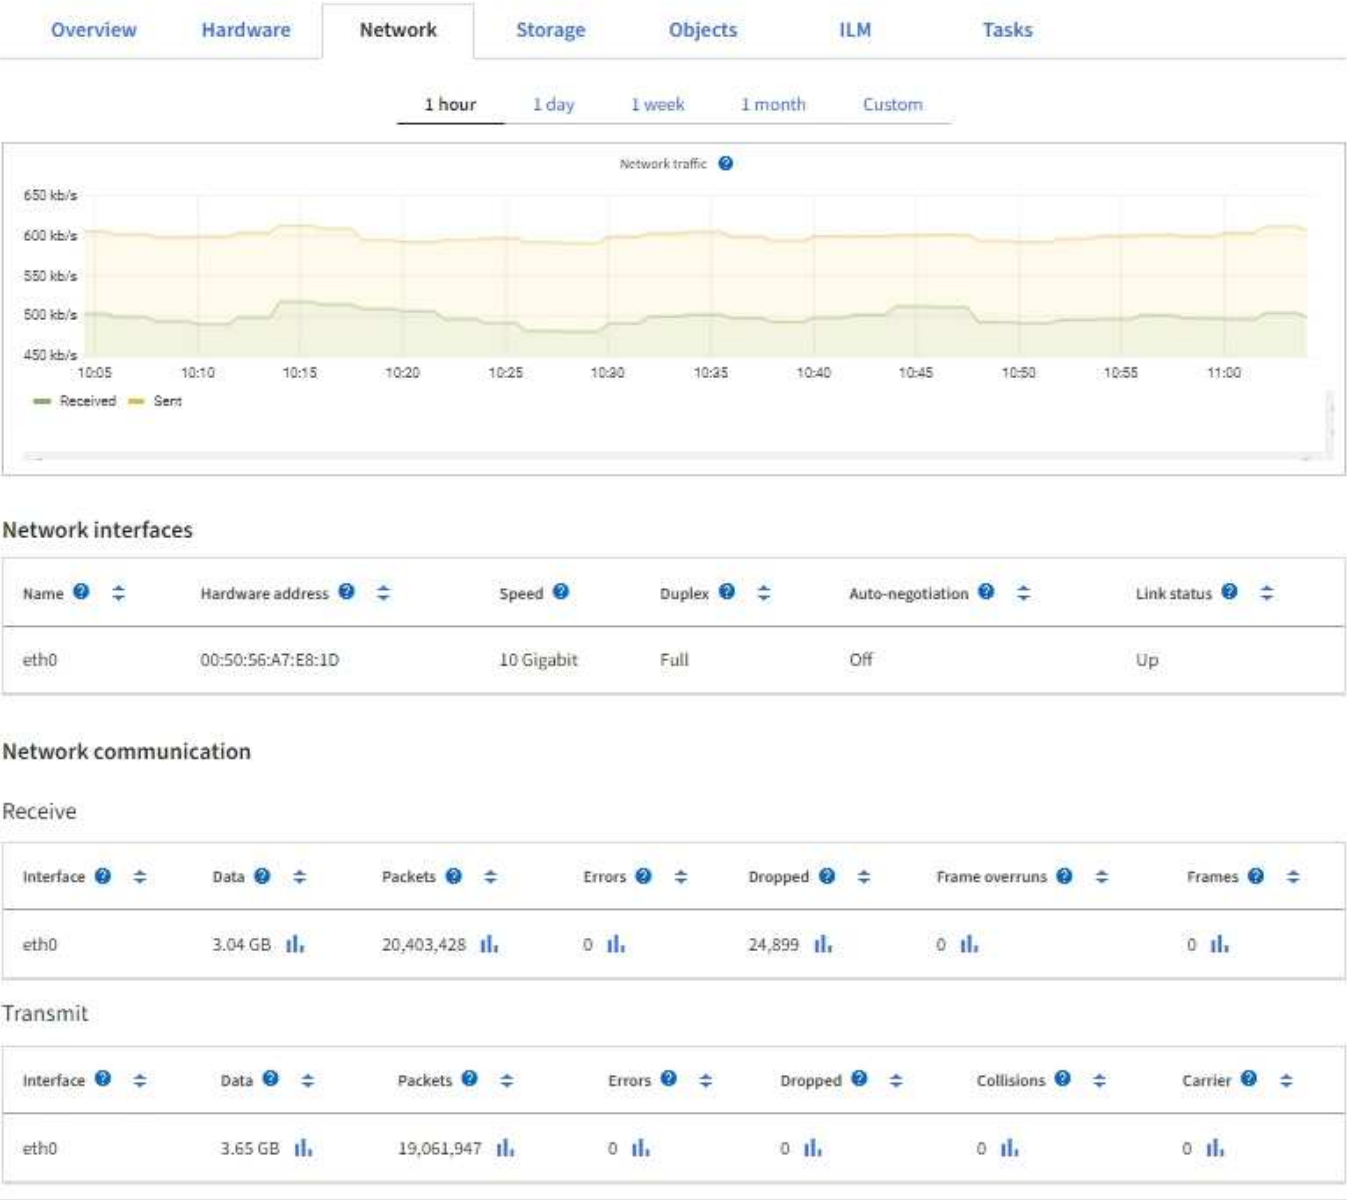 Overview Hardware Network Storage Objects ILM Tasks
1 hour 1 day 1 week 1 month Custom
Network traffic ?
650 kb/s
600 kb/s
550 kb/s
500 kb/s
450 kb/s
10:05 10:10 10:15 10:20 10:25 10:30 10:35 10:40 10:45 10:50 10:55 11:00
Received Sent
Network interfaces
Name ? Hardware address ? Speed ? Duplex ? Auto-negotiation ? Link status ?
eth0 00:50:56:A7:E8:1D 10 Gigabit Full Off Up
Network communication
Receive
Interface ? Data ? Packets ? Errors ? Dropped ? Frame overruns ? Frames ?
eth0 3.04 GB 20,403,428 0 24,899 0 0
Transmit
Interface ? Data ? Packets ? Errors ? Dropped ? Collisions ? Carrier ?
eth0 3.65 GB 19,061,947 0 0 0 0